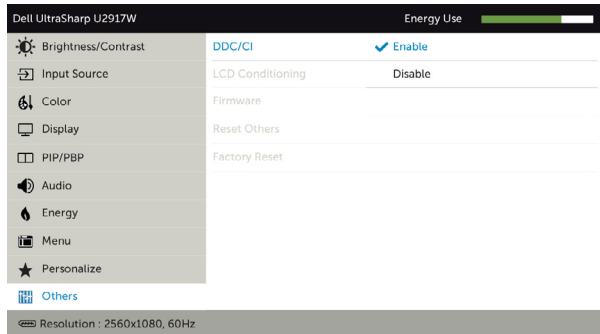 Dell UltraSharp U2917W Energy Use
Brightness/Contrast DDC/CI Enable
Input Source LCD Conditioning Disable
Color Firmware
Display Reset Others
PIP/PBP Factory Reset
Audio
Energy
Menu
Personalize
Others
Resolution : 2560x1080, 60Hz